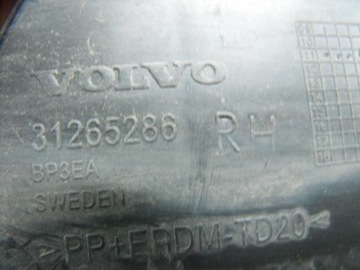 VOLVO
31265286 RH
BP3EA
SWEDEN
>PP+EPDM-TD20<